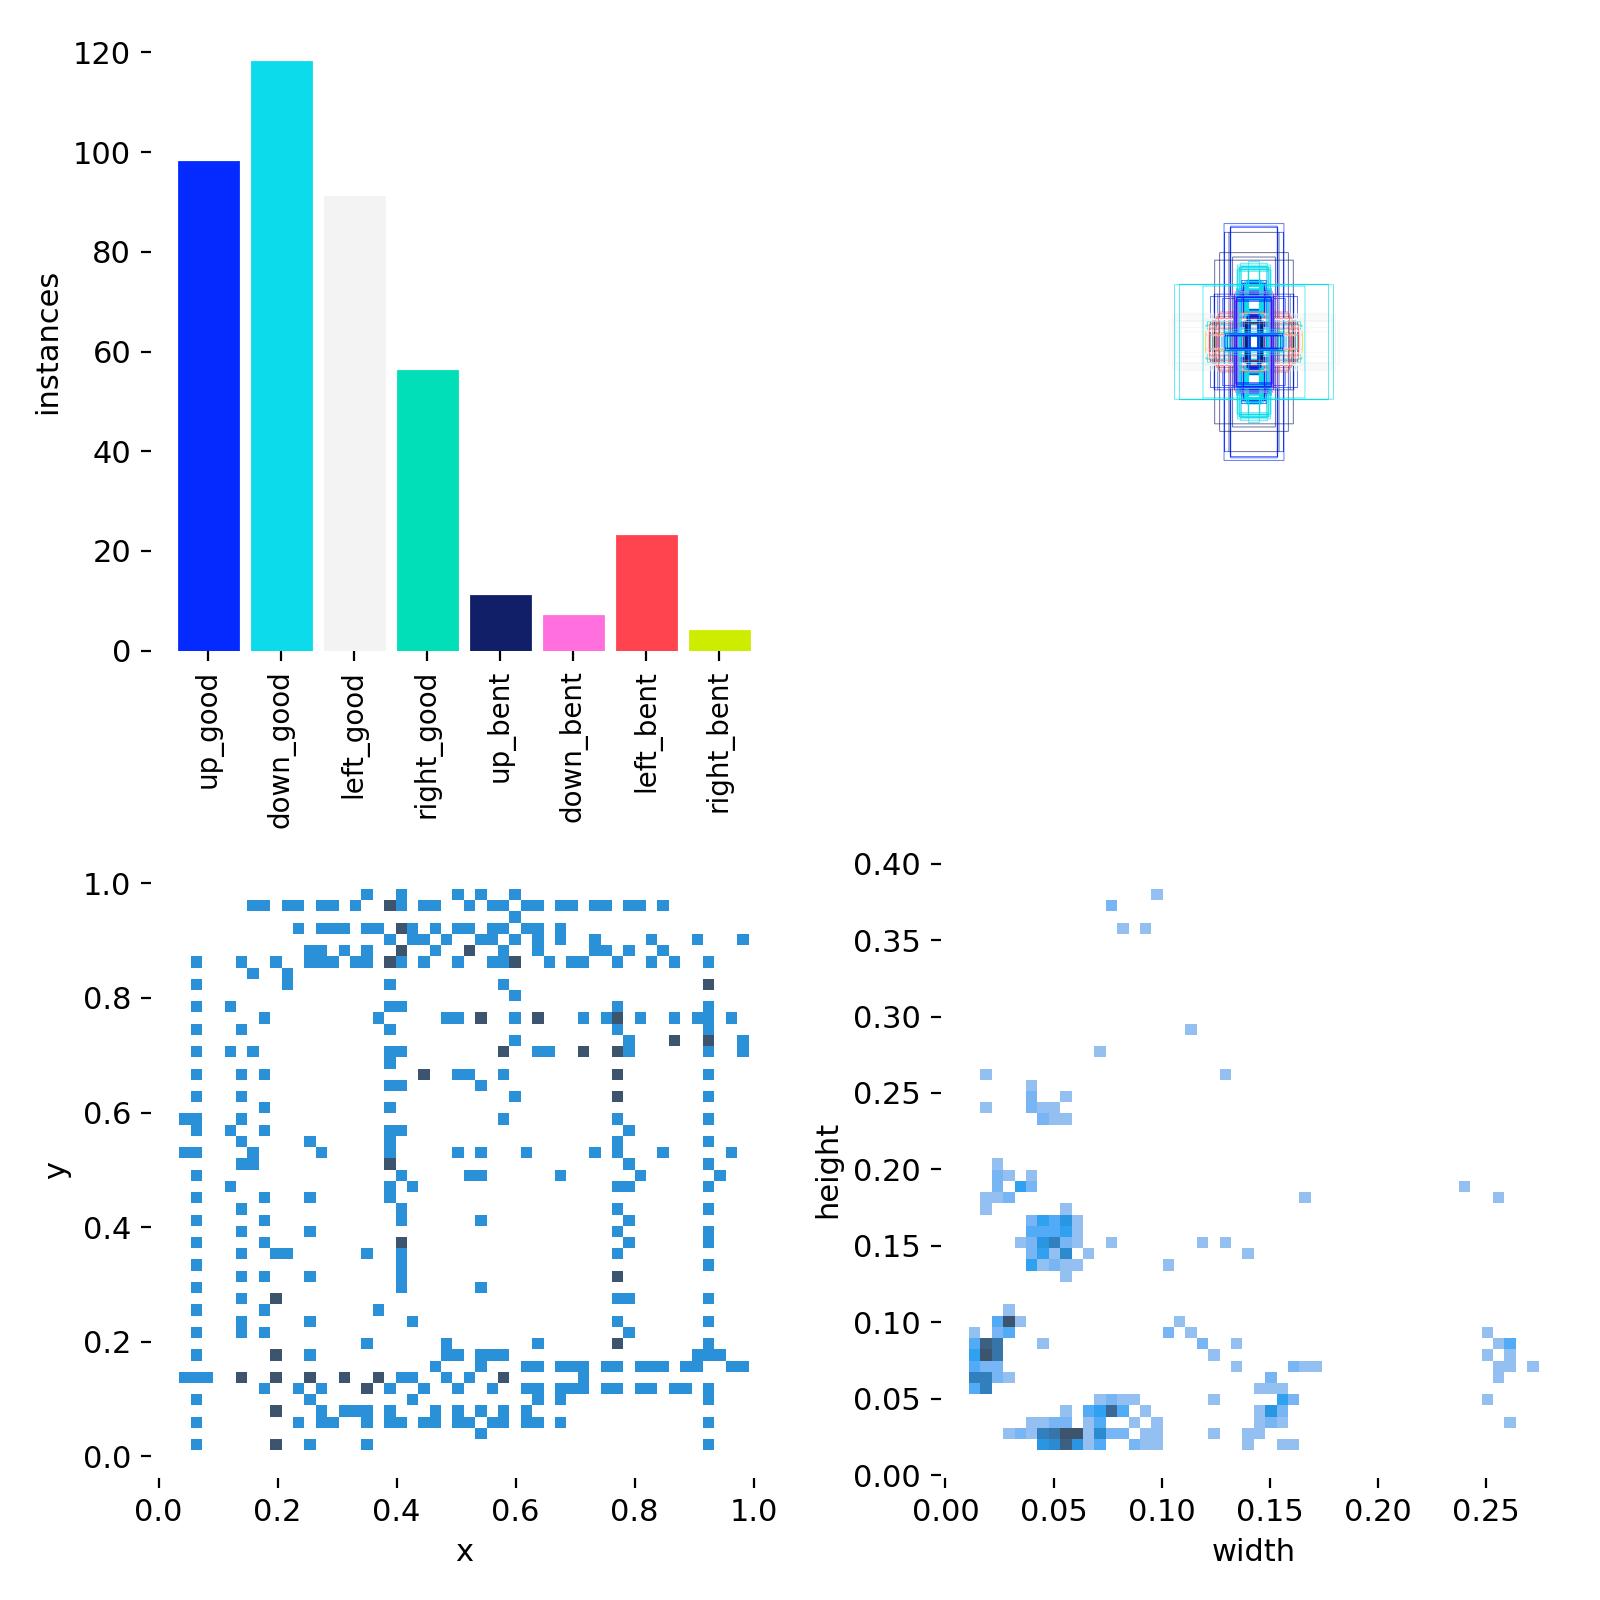 120
100
80
60
40
20
0
instances
up_good
down_good
left_good
right_good
up_bent
down_bent
left_bent
right_bent
1.0
0.8
0.6
0.4
0.2
0.0
y
0.0 0.2 0.4 0.6 0.8 1.0
x
0.40
0.35
0.30
0.25
0.20
0.15
0.10
0.05
0.00
height
0.00 0.05 0.10 0.15 0.20 0.25
width